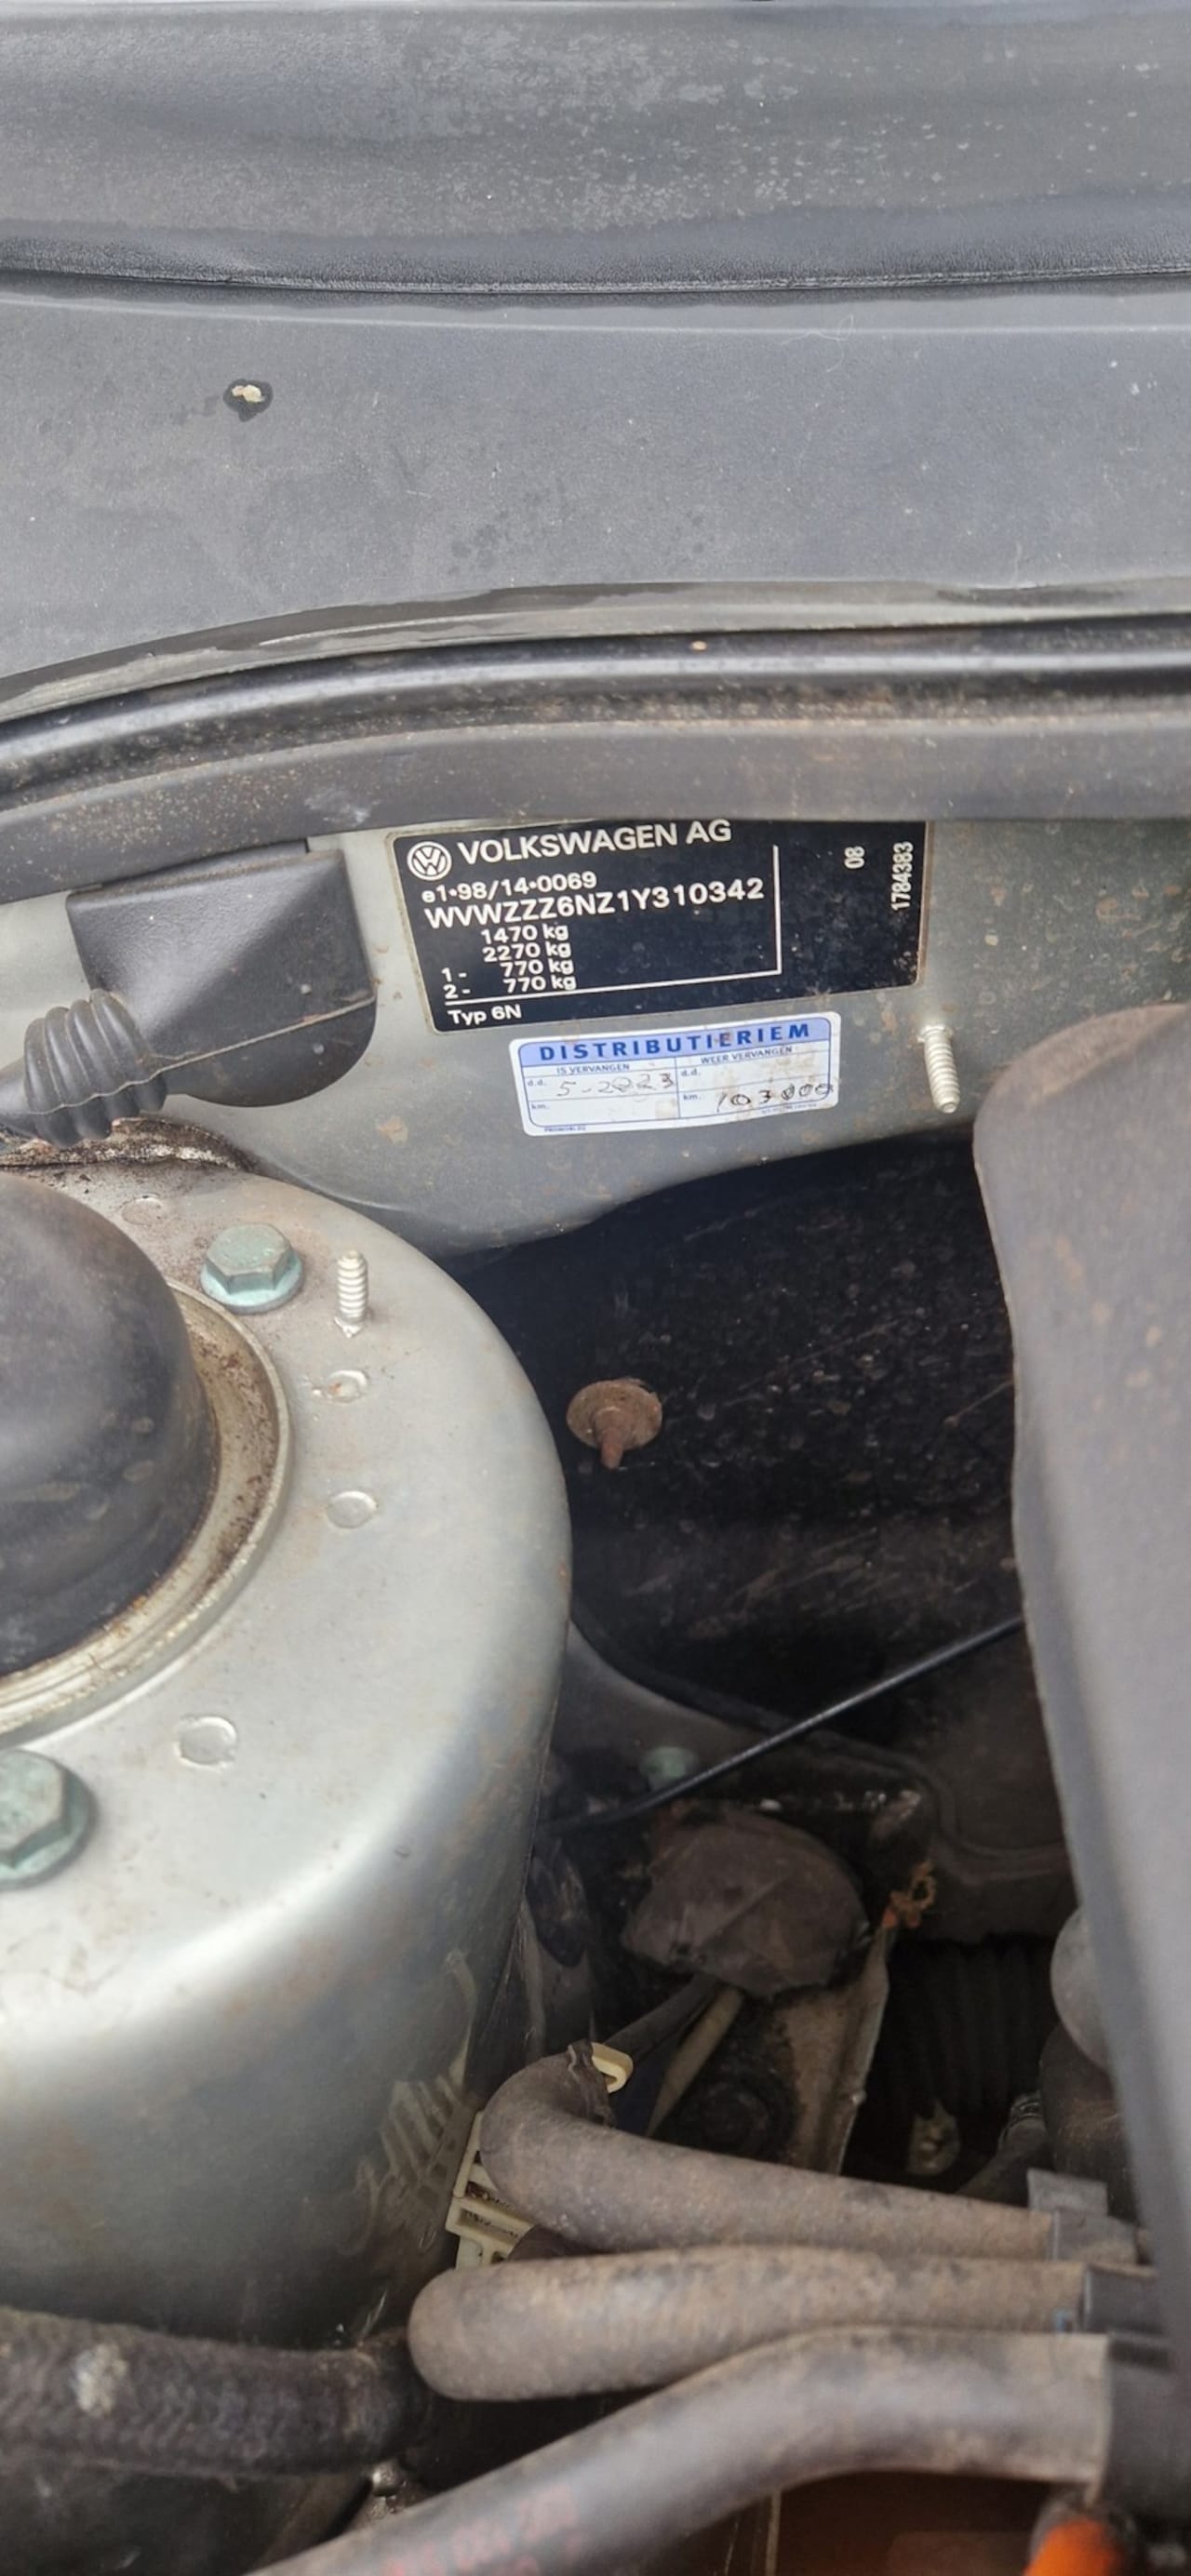 VOLKSWAGEN AG
e1*98/14*0069
WVWZZZ6NZ1Y310342
1470 kg
2270 kg
1- 770 kg
2- 770 kg
Typ 6N
08
1784383
DISTRIBUTIERIEM
IS VERVANGEN
WEER VERVANGEN
d.d. 5-2023
d.d.
km.
km. 103000